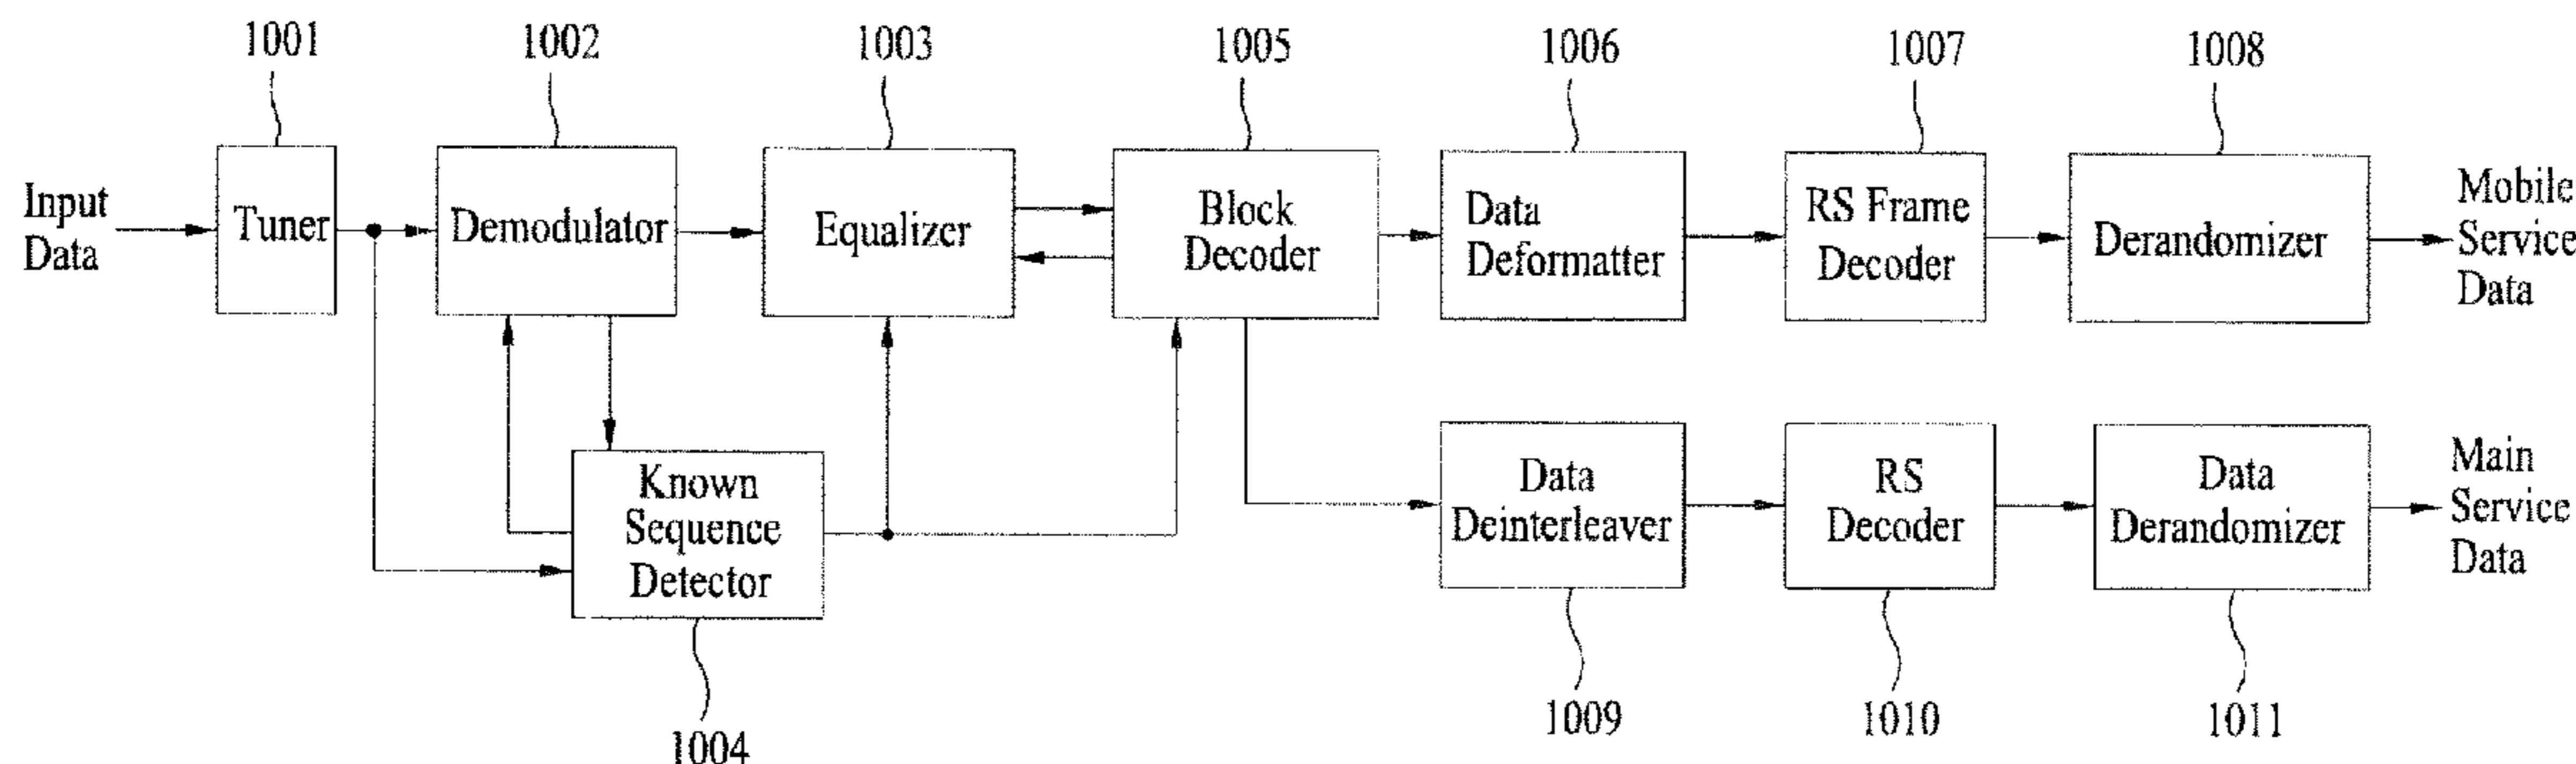 1001
1002
1003
1005
1006
1007
1008
Input
Data
Tuner
Demodulator
Equalizer
Block
Decoder
Data
Deformatter
RS Frame
Decoder
Derandomizer
Mobile
Service
Data
Known
Sequence
Detector
Data
Deinterleaver
RS
Decoder
Data
Derandomizer
Main
Service
Data
1004
1009
1010
1011